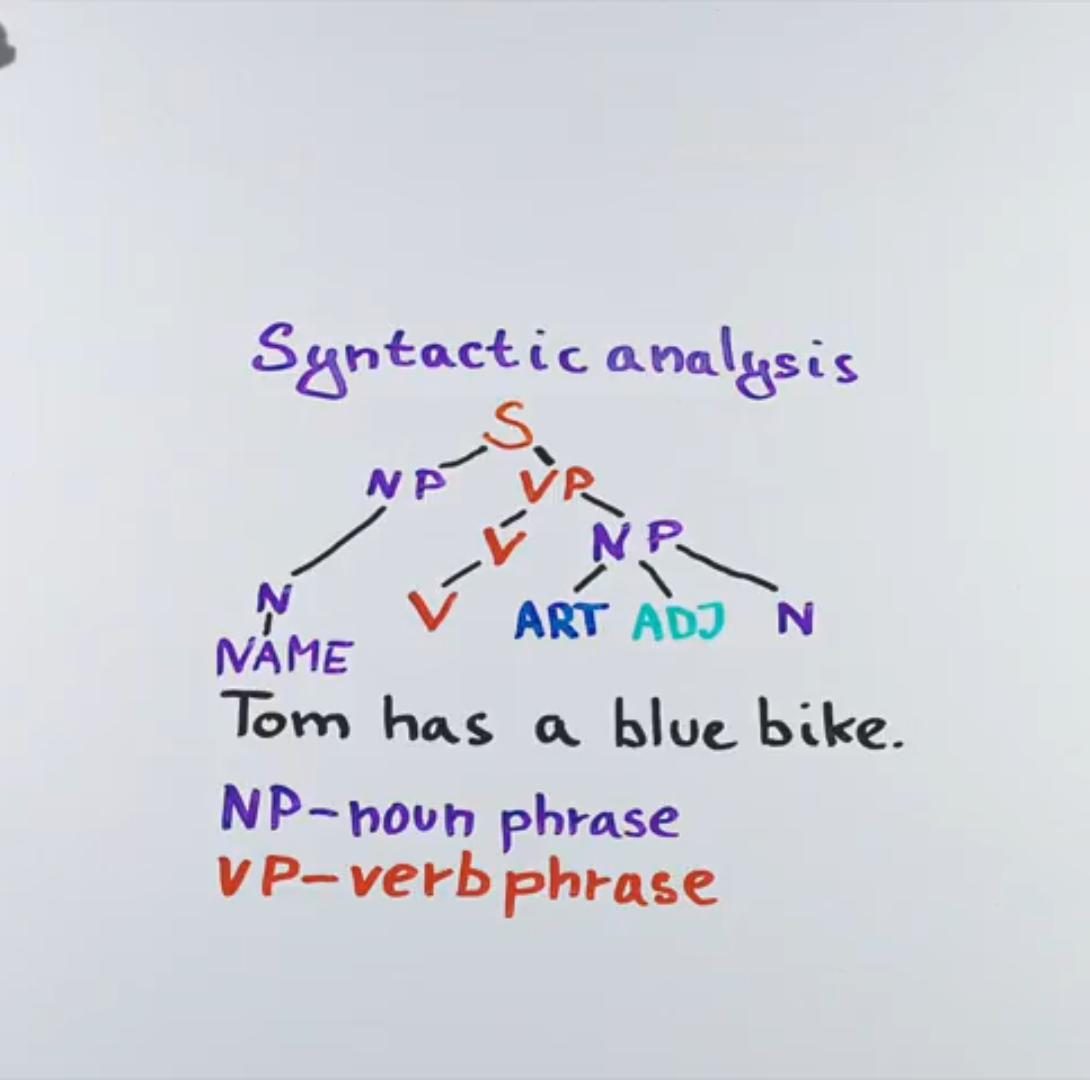 Syntactic analysis
S
NP VP
V NP
N V ART ADJ N
NAME
Tom has a blue bike.
NP-noun phrase
VP-verb phrase